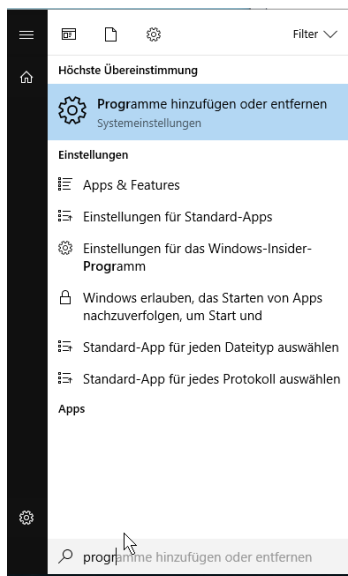 Filter
Höchste Übereinstimmung
Programme hinzufügen oder entfernen
Systemeinstellungen
Einstellungen
Apps & Features
Einstellungen für Standard-Apps
Einstellungen für das Windows-Insider-
Programm
Windows erlauben, das Starten von Apps
nachzuverfolgen, um Start und
Standard-App für jeden Dateityp auswählen
Standard-App für jedes Protokoll auswählen
Apps
programme hinzufügen oder entfernen